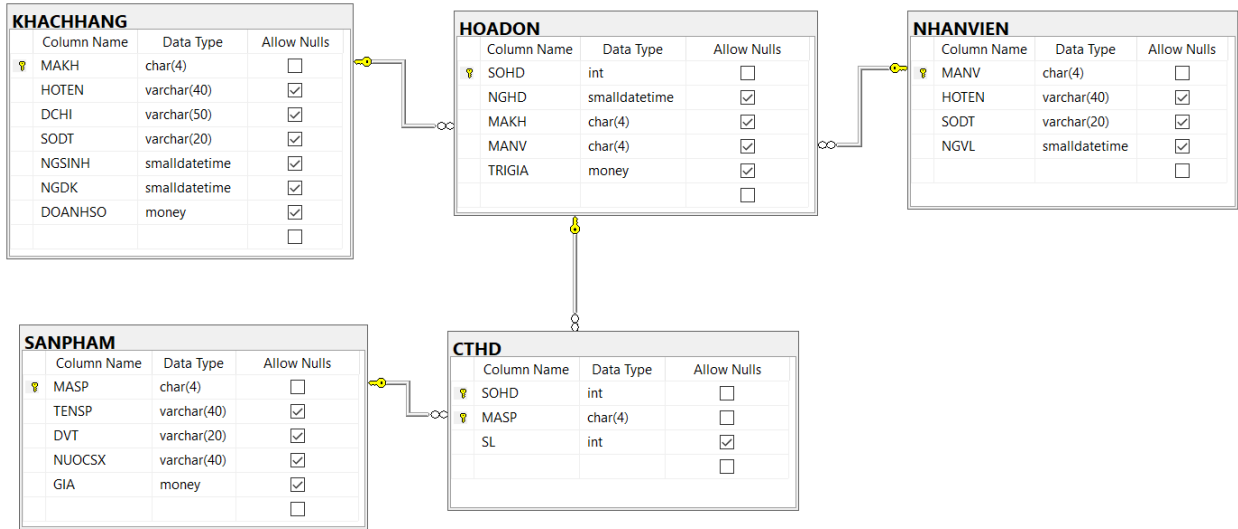 KHACHHANG
Column Name Data Type Allow Nulls
MAKH char(4)
HOTEN varchar(40)
DCHI varchar(50)
SODT varchar(20)
NGSINH smalldatetime
NGDK smalldatetime
DOANHSO money
HOADON
Column Name Data Type Allow Nulls
SOHD int
NGHD smalldatetime
MAKH char(4)
MANV char(4)
TRIGIA money
NHANVIEN
Column Name Data Type Allow Nulls
MANV char(4)
HOTEN varchar(40)
SODT varchar(20)
NGVL smalldatetime
SANPHAM
Column Name Data Type Allow Nulls
MASP char(4)
TENSP varchar(40)
DVT varchar(20)
NUOCSX varchar(40)
GIA money
CTHD
Column Name Data Type Allow Nulls
SOHD int
MASP char(4)
SL int